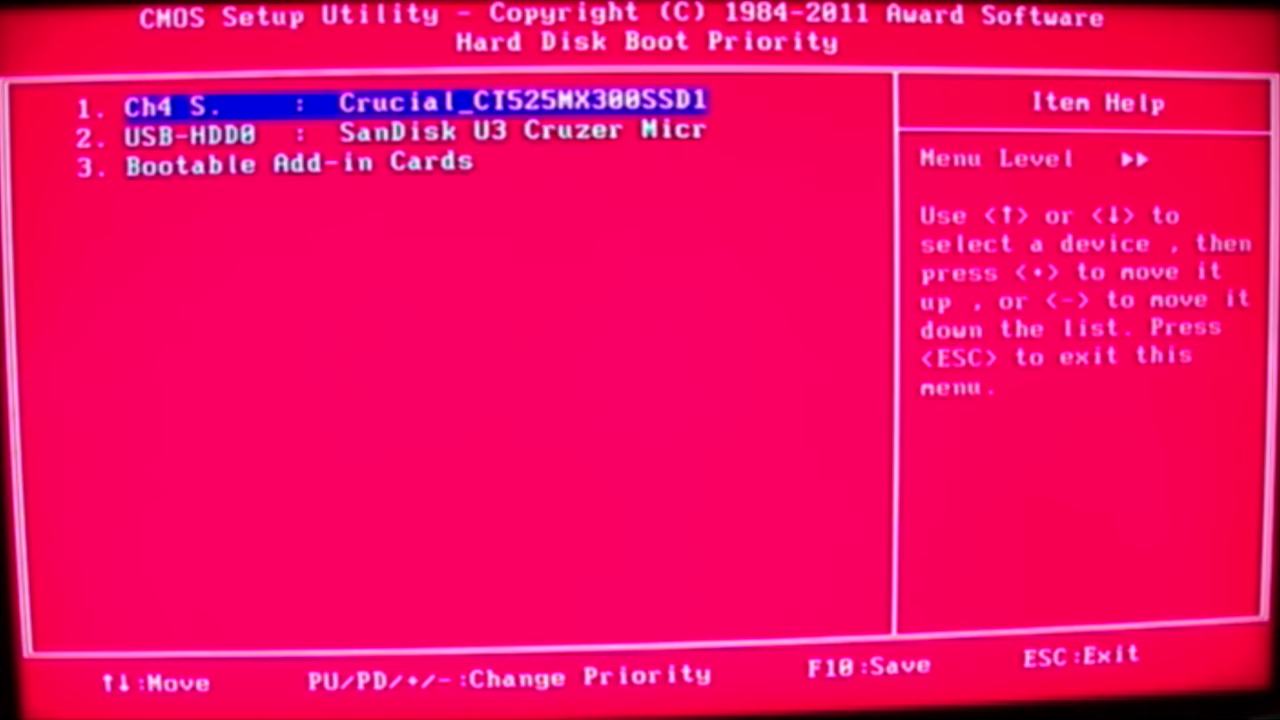 CMOS Setup Utility - Copyright (C) 1984-2011 Award Software
Hard Disk Boot Priority
1. Ch4 S. : Crucial_CT525MX300SSD1
2. USB-HDD0 : SanDisk U3 Cruzer Micr
3. Bootable Add-in Cards
Item Help
Menu Level ►►
Use <↑> or <↓> to
select a device , then
press <+> to move it
up , or <-> to move it
down the list. Press
<ESC> to exit this
menu.
↑↓:Move PU/PD/+/-:Change Priority F10:Save ESC:Exit